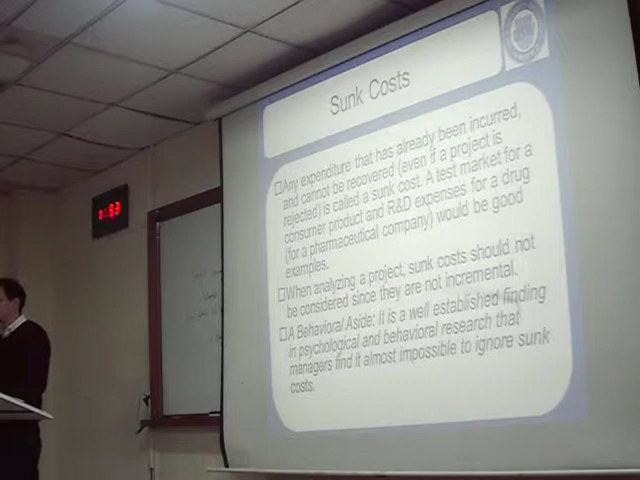 Sunk Costs
□Any expenditure that has already been incurred,
and cannot be recovered (even if a project is
rejected) is called a sunk cost. A test market for a
consumer product and R&D expenses for a drug
(for a pharmaceutical company) would be good
examples.
□When analyzing a project, sunk costs should not
be considered since they are not incremental.
□A Behavioral Aside: It is a well established finding
in psychological and behavioral research that
managers find it almost impossible to ignore sunk
costs.